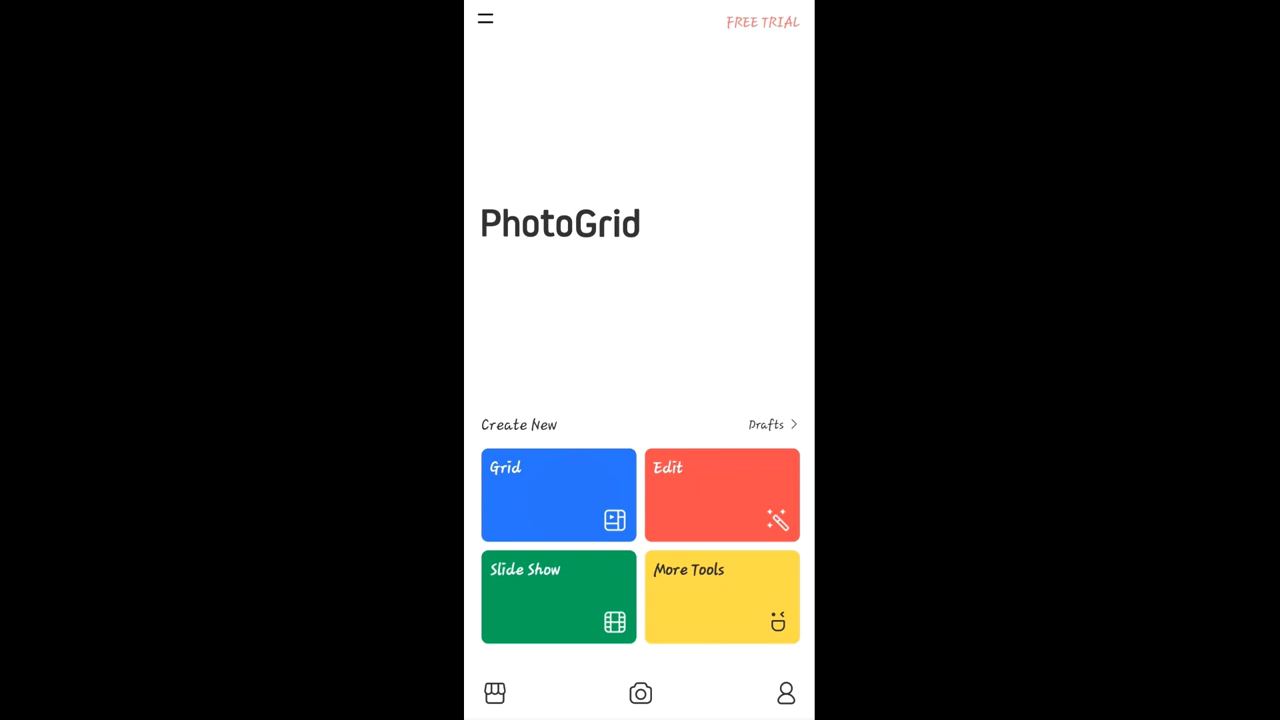 FREE TRIAL
PhotoGrid
Create New
Drafts
Grid
Edit
Slide Show
More Tools